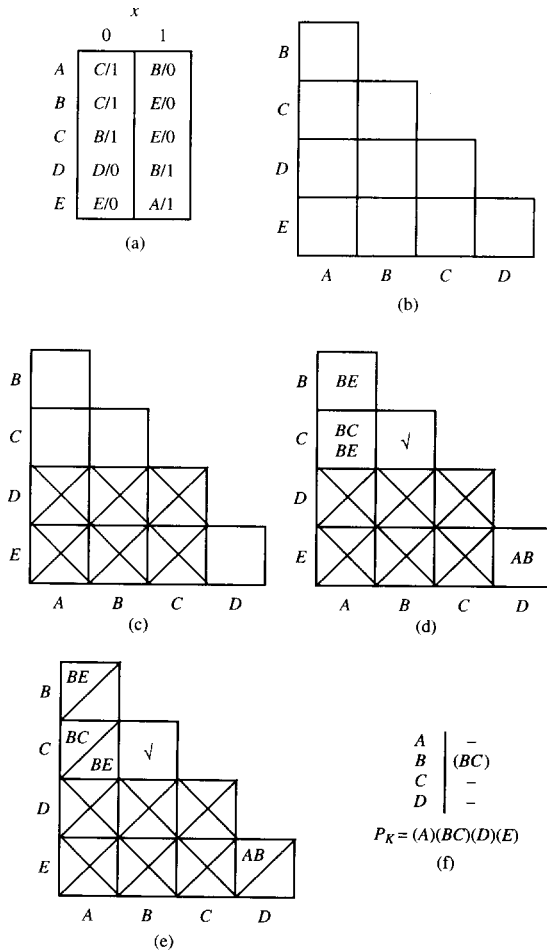 x
0 1
A C/1 B/0
B C/1 E/0
C B/1 E/0
D D/0 B/1
E E/0 A/1
(a)
B
C
D
E
A B C D
(b)
B
C
D
E
A B C D
(c)
B BE
C BC √
BE
D
E AB
A B C D
(d)
B BE
C BC √
BE
D
E AB
A B C D
(e)
A –
B (BC)
C –
D –
P_K = (A)(BC)(D)(E)
(f)